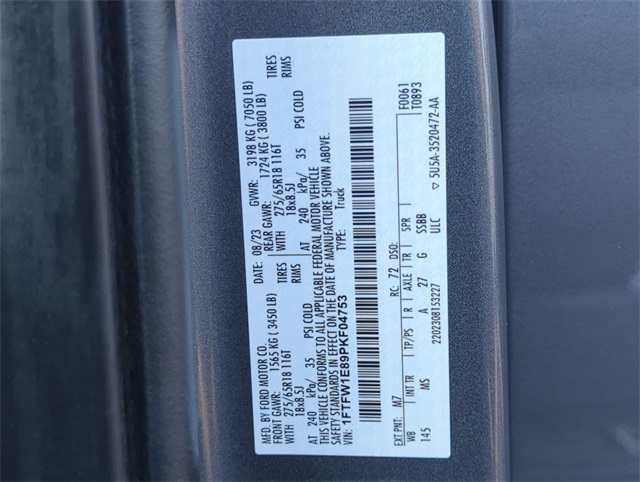 MFD. BY FORD MOTOR CO.
DATE: 08/23 GVWR: 3198 KG ( 7050 LB)
FRONT GAWR: 1565 KG ( 3450 LB) REAR GAWR: 1724 KG ( 3800 LB)
WITH 275/65R18 116T TIRES WITH 275/65R18 116T TIRES
18x8.5J RIMS 18x8.5J RIMS
AT 240 kPa/ 35 PSI COLD AT 240 kPa/ 35 PSI COLD
THIS VEHICLE CONFORMS TO ALL APPLICABLE FEDERAL MOTOR VEHICLE
SAFETY STANDARDS IN EFFECT ON THE DATE OF MANUFACTURE SHOWN ABOVE.
VIN: 1FTFW1E89PKF04753 TYPE: Truck
F0061
EXT PNT: M7 RC: 72 DSO: T0893
WB INT TR TP/PS R AXLE TR SPR
145 MS A 27 G SSBB
ULC ▽ 5U5A-3520472-AA
2202308153227